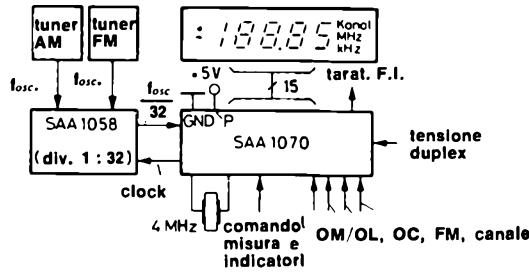 tuner
AM
tuner
FM
: 188.85
Kanal
MHz
kHz
fosc.
fosc.
fosc
32
.5V
15
tarat. F.I.
GND P
SAA 1058
(div. 1 : 32)
SAA 1070
tensione
duplex
clock
4 MHz
comando
misura e
indicatori
OM/OL, OC, FM, canale